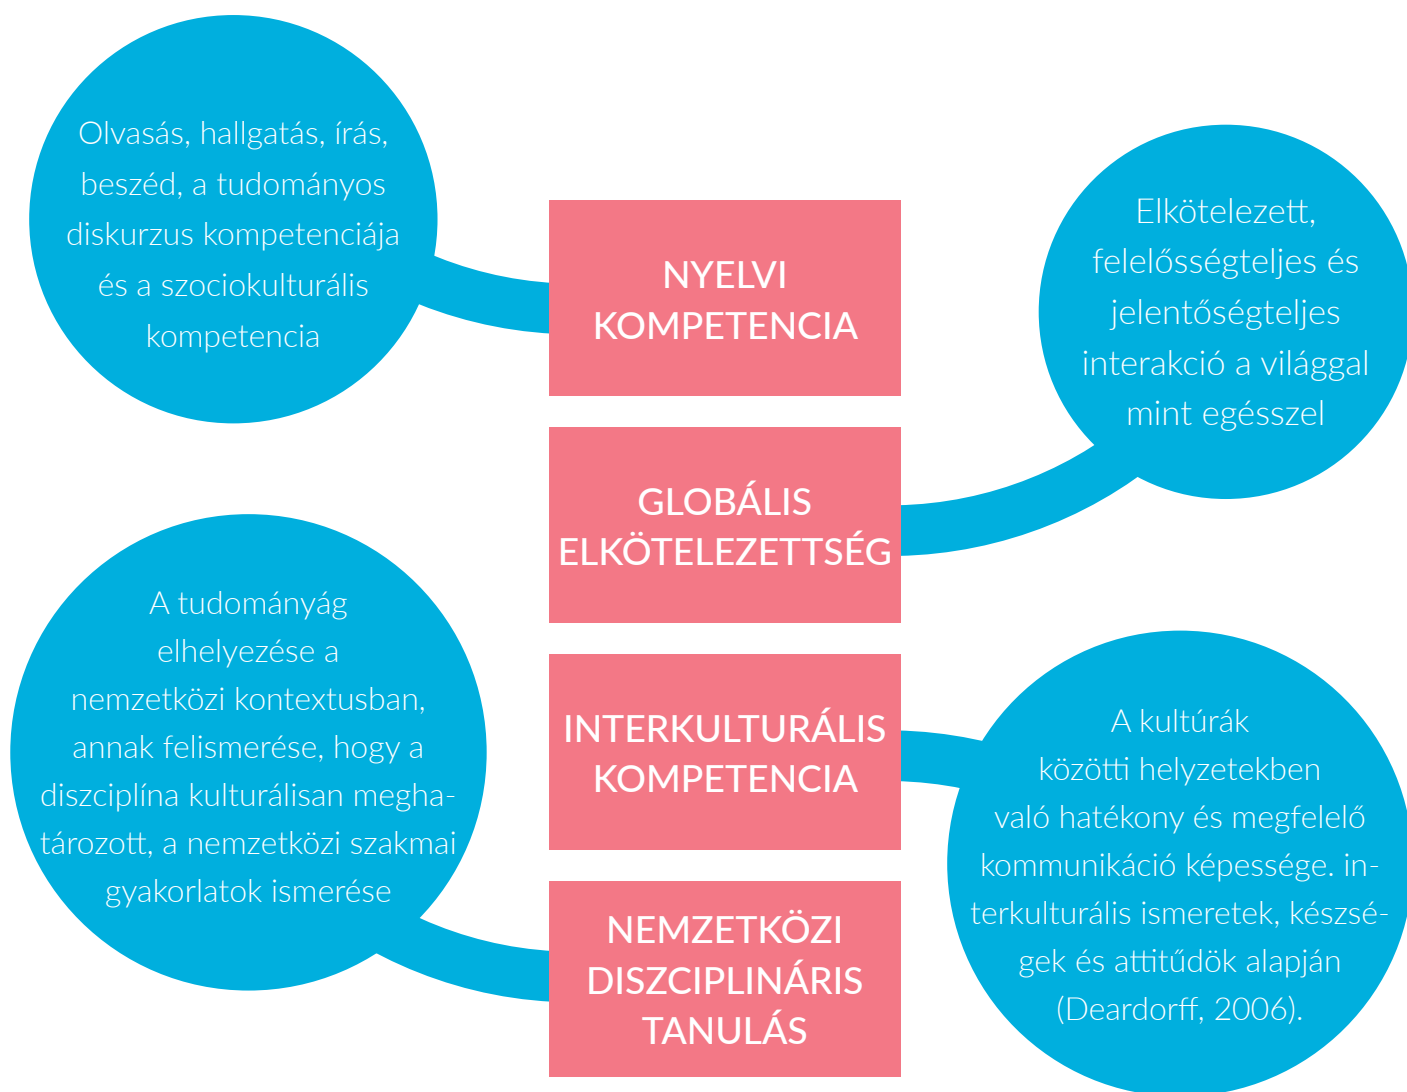 Olvasás, hallgatás, írás,
beszéd, a tudományos
diskurzus kompetenciája
és a szociokulturális
kompetencia
NYELVI
KOMPETENCIA
Elkötelezett,
felelősségteljes és
jelentőségteljes
interakció a világgal
mint egésszel
GLOBÁLIS
ELKÖTELEZETTSÉG
A tudományág
elhelyezése a
nemzetközi kontextusban,
annak felismerése, hogy a
diszciplína kulturálisan megha-
tározott, a nemzetközi szakmai
gyakorlatok ismerése
INTERKULTURÁLIS
KOMPETENCIA
A kultúrák
közötti helyzetekben
való hatékony és megfelelő
kommunikáció képessége. in-
terkulturális ismeretek, készsé-
gek és attitűdök alapján
(Deardorff, 2006).
NEMZETKÖZI
DISZCIPLINÁRIS
TANULÁS